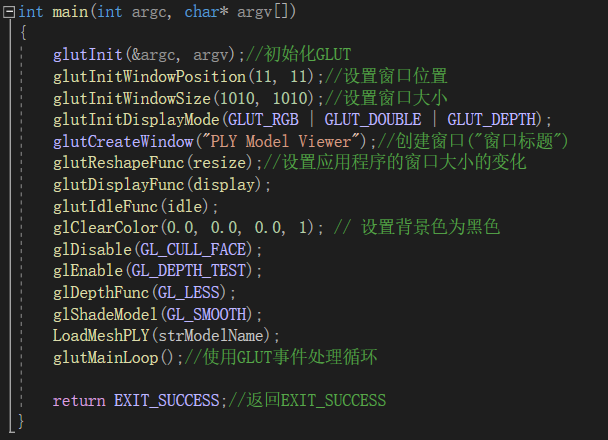 int main(int argc, char* argv[])
{
glutInit(&argc, argv);//初始化GLUT
glutInitWindowPosition(11, 11);//设置窗口位置
glutInitWindowSize(1010, 1010);//设置窗口大小
glutInitDisplayMode(GLUT_RGB | GLUT_DOUBLE | GLUT_DEPTH);
glutCreateWindow("PLY Model Viewer");//创建窗口("窗口标题")
glutReshapeFunc(resize);//设置应用程序的窗口大小的变化
glutDisplayFunc(display);
glutIdleFunc(idle);
glClearColor(0.0, 0.0, 0.0, 1); // 设置背景色为黑色
glDisable(GL_CULL_FACE);
glEnable(GL_DEPTH_TEST);
glDepthFunc(GL_LESS);
glShadeModel(GL_SMOOTH);
LoadMeshPLY(strModelName);
glutMainLoop();//使用GLUT事件处理循环
return EXIT_SUCCESS;//返回EXIT_SUCCESS
}